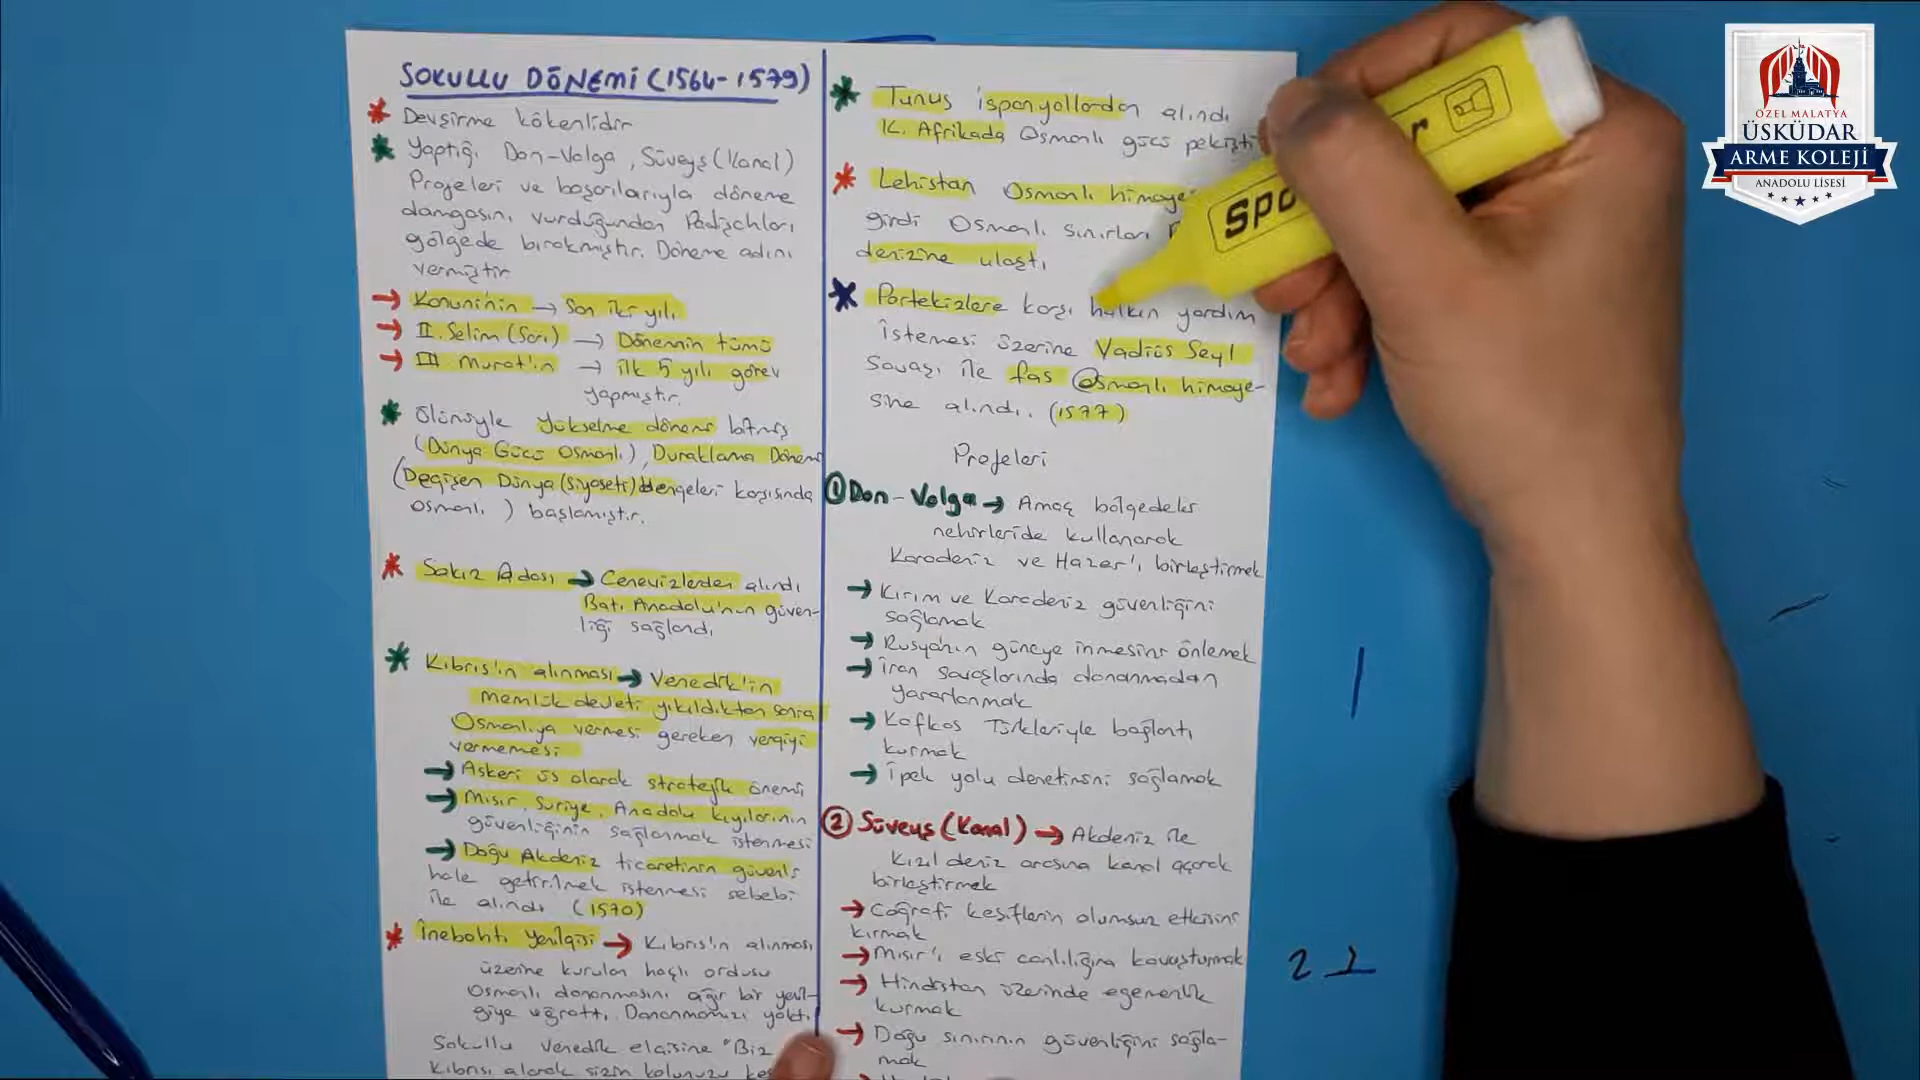 SOKULLU DÖNEMİ (1564-1579)
Devşirme kökenlidir
Yaptığı Don-Volga, Süveyş (Kanal)
Projeleri ve başarılarıyla döneme
damgasını vurduğundan Padişahları
gölgede bırakmıştır. Döneme adını
vermiştir
Kanuni'nin → Son iki yılı
II. Selim (Sarı) → Dönemin tümü
III Murat'ın → ilk 5 yılı görev
yapmıştır.
Ölümüyle Yükselme dönemi bitmiş
(Dünya Gücü Osmanlı), Duraklama Dönemi
(Değişen Dünya (Siyaseti) dengeleri karşısında
Osmanlı) başlamıştır.
Sakız Adası → Cenevizlerden alındı
Batı Anadolu'nun güven-
liği sağlandı
Kıbrıs'ın alınması → Venedik'in
memlük devleti yıkıldıktan sonra
Osmanlıya vermesi gereken vergiyi
vermemesi
→ Askeri üs olarak stratejik önemi
→ Mısır, Suriye, Anadolu kıyılarının
güvenliğinin sağlanmak istenmesi
→ Doğu Akdeniz ticaretinin güvenli
hale getirilmek istenmesi sebebi
ile alındı (1570)
İnebahtı Yenilgisi → Kıbrıs'ın alınması
üzerine kurulan haçlı ordusu
Osmanlı donanmasını ağır bir yenil-
giye uğrattı. Donanmamızı yaktı.
Sokullu Venedik elçisine "Biz
Kıbrısı alarak sizin kolunuzu
Tunus İspanyollardan alındı
K. Afrikada Osmanlı gücü pekişti
Lehistan Osmanlı himaye
girdi Osmanlı sınırları
denizine ulaştı
Portekizlere karşı halkın yardım
istemesi üzerine Vadiüs Seyl
Savaşı ile fas Osmanlı himaye-
sine alındı. (1577)
Projeleri
① Don-Volga → Amaç bölgedeki
nehirleride kullanarak
Karadeniz ve Hazar'ı birleştirmek
→ Kırım ve Karadeniz güvenliğini
sağlamak
→ Rusya'nın güneye inmesini önlemek
→ İran savaşlarında donanmadan
yararlanmak
→ Kafkas Türkleriyle bağlantı
kurmak
→ İpek yolu denetimini sağlamak
② Süveyş (Kanal) → Akdeniz ile
Kızıl deniz arasına kanal açarak
birleştirmek
→ Coğrafi keşiflerin olumsuz etkisini
kırmak
→ Mısır'ı eski canlılığına kavuşturmak
→ Hindistan üzerinde egemenlik
kurmak
→ Doğu sınırının güvenliğini sağla-
mak
ÖZEL MALATYA
ÜSKÜDAR
ARME KOLEJİ
ANADOLU LİSESİ